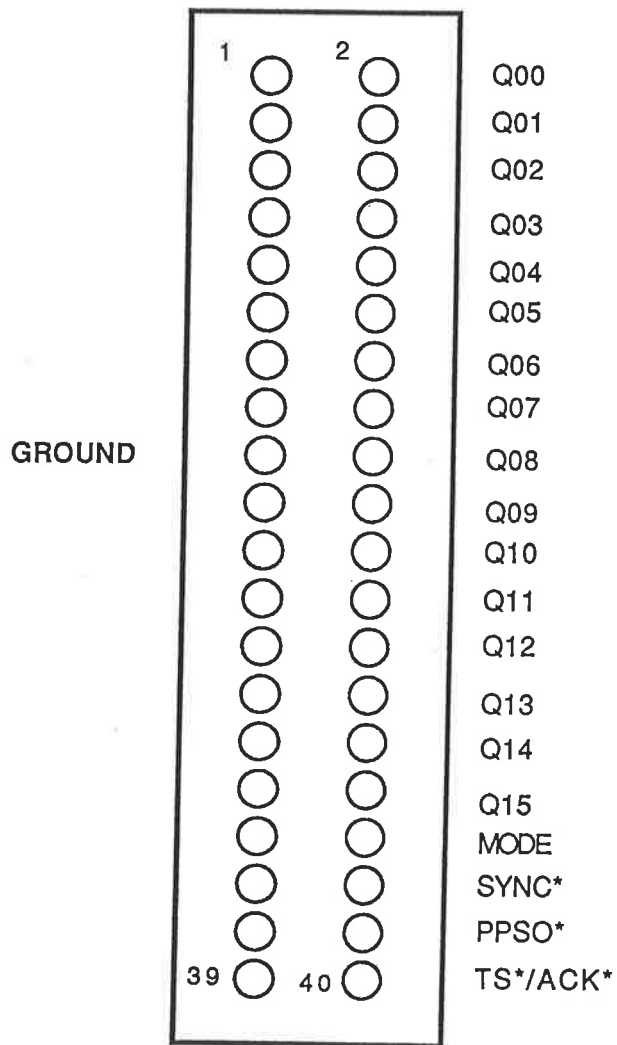 1 2 Q00
Q01
Q02
Q03
Q04
Q05
Q06
Q07
GROUND Q08
Q09
Q10
Q11
Q12
Q13
Q14
Q15
MODE
SYNC*
PPSO*
39 40 TS*/ACK*